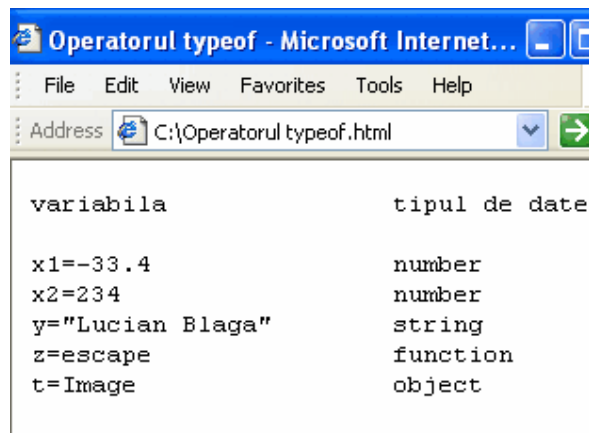 Operatorul typeof - Microsoft Internet...
File Edit View Favorites Tools Help
Address C:\Operatorul typeof.html
variabila tipul de date
x1=-33.4 number
x2=234 number
y="Lucian Blaga" string
z=escape function
t=Image object